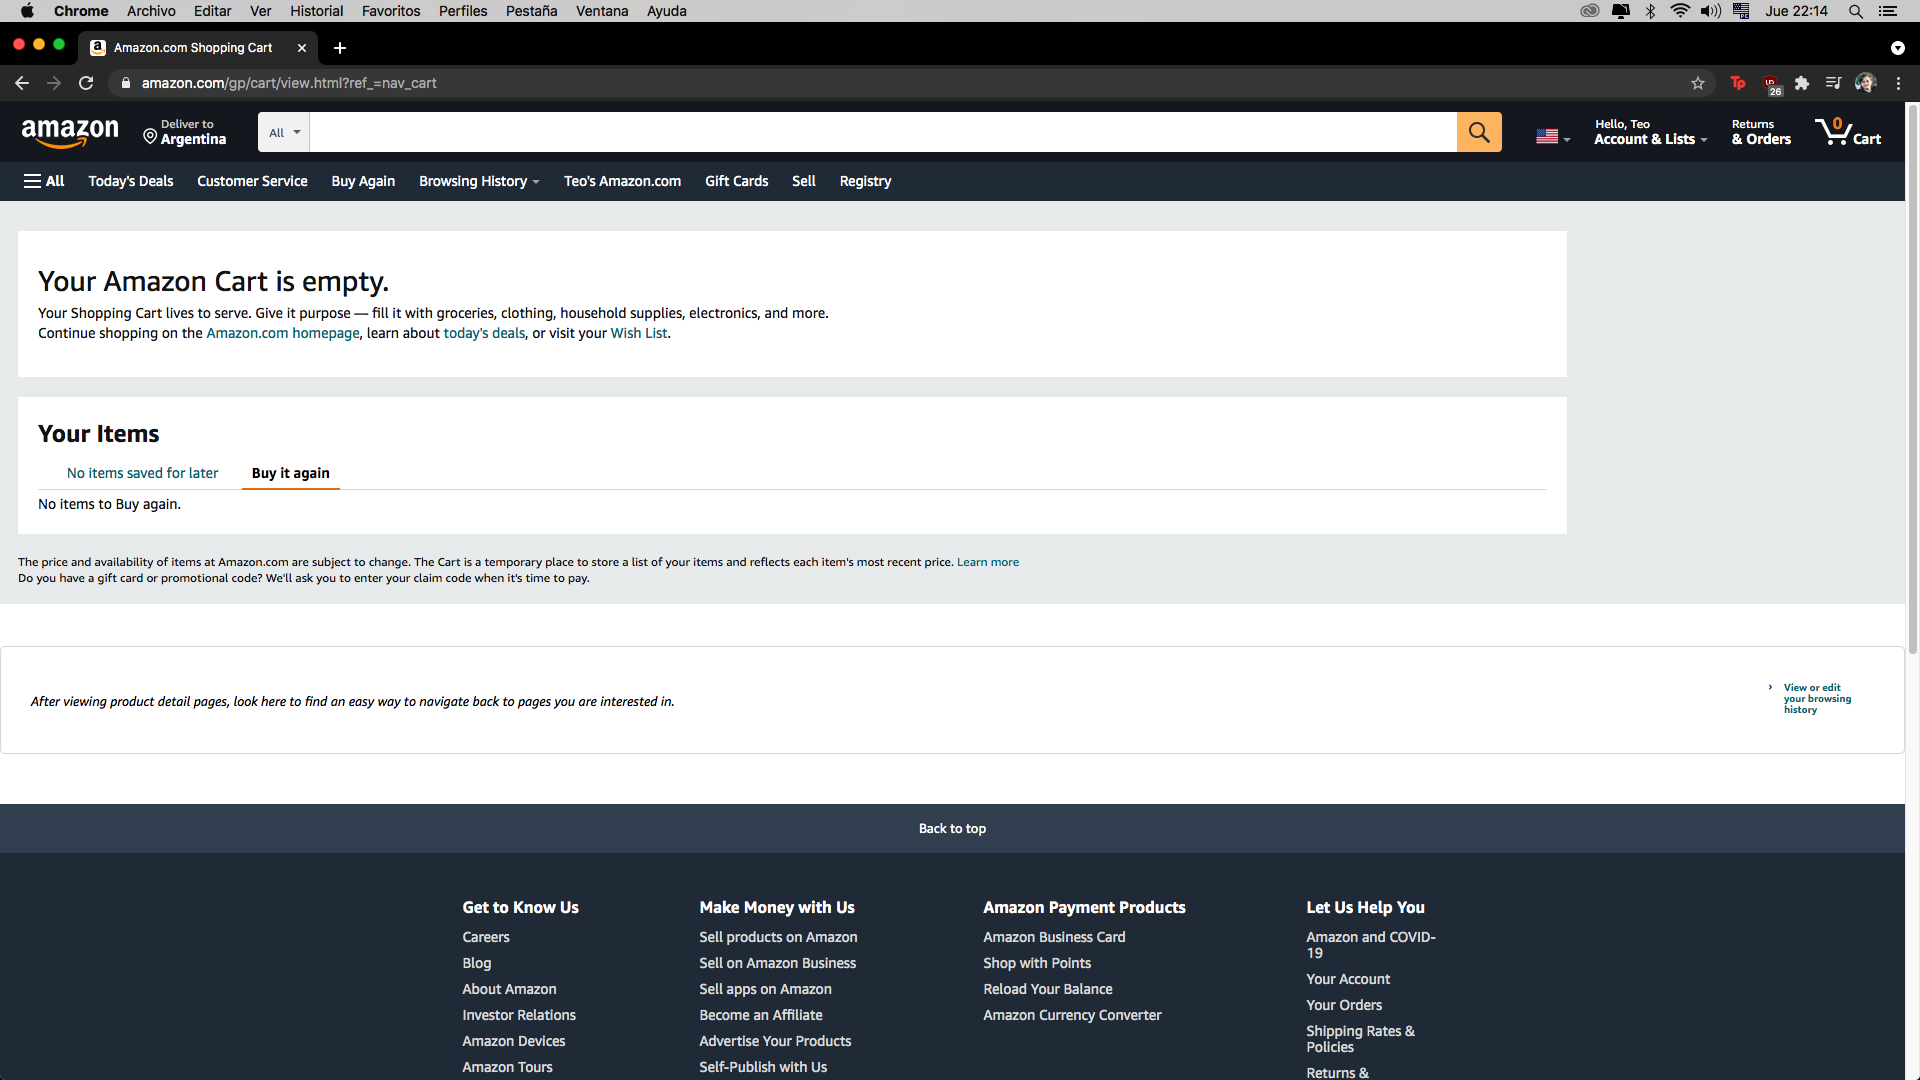 Chrome Archivo Editar Ver Historial Favoritos Perfiles Pestaña Ventana Ayuda Jue 22:14
Amazon.com Shopping Cart
amazon.com/gp/cart/view.html?ref_=nav_cart
26
amazon
Deliver to
Argentina
All
Hello, Teo
Account & Lists
Returns
& Orders
0
Cart
All Today's Deals Customer Service Buy Again Browsing History Teo's Amazon.com Gift Cards Sell Registry
Your Amazon Cart is empty.
Your Shopping Cart lives to serve. Give it purpose — fill it with groceries, clothing, household supplies, electronics, and more.
Continue shopping on the Amazon.com homepage, learn about today's deals, or visit your Wish List.
Your Items
No items saved for later Buy it again
No items to Buy again.
The price and availability of items at Amazon.com are subject to change. The Cart is a temporary place to store a list of your items and reflects each item's most recent price. Learn more
Do you have a gift card or promotional code? We'll ask you to enter your claim code when it's time to pay.
After viewing product detail pages, look here to find an easy way to navigate back to pages you are interested in.
View or edit
your browsing
history
Back to top
Get to Know Us
Careers
Blog
About Amazon
Investor Relations
Amazon Devices
Amazon Tours
Make Money with Us
Sell products on Amazon
Sell on Amazon Business
Sell apps on Amazon
Become an Affiliate
Advertise Your Products
Self-Publish with Us
Amazon Payment Products
Amazon Business Card
Shop with Points
Reload Your Balance
Amazon Currency Converter
Let Us Help You
Amazon and COVID-
19
Your Account
Your Orders
Shipping Rates &
Policies
Returns &